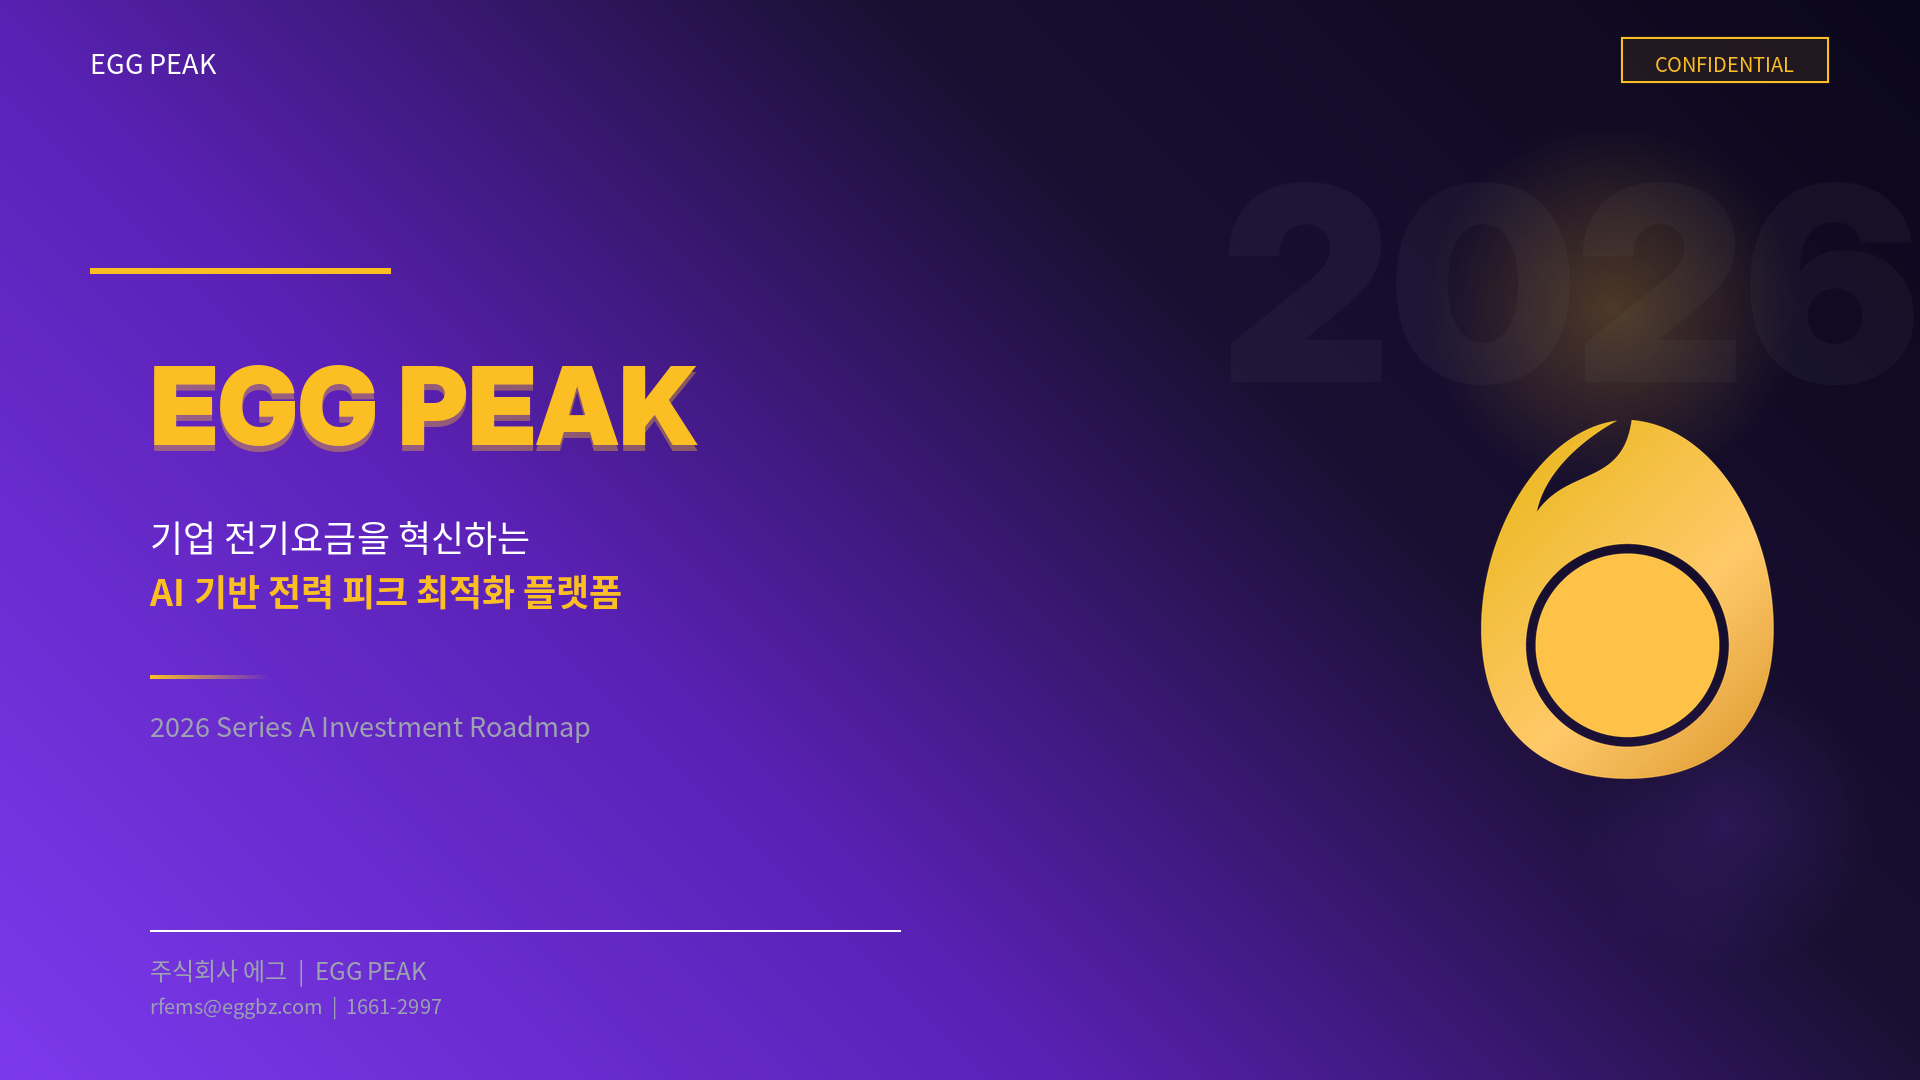 EGG PEAK
CONFIDENTIAL
2026
EGG PEAK
기업 전기요금을 혁신하는
AI 기반 전력 피크 최적화 플랫폼
2026 Series A Investment Roadmap
주식회사 에그 | EGG PEAK
rfems@eggbz.com | 1661-2997